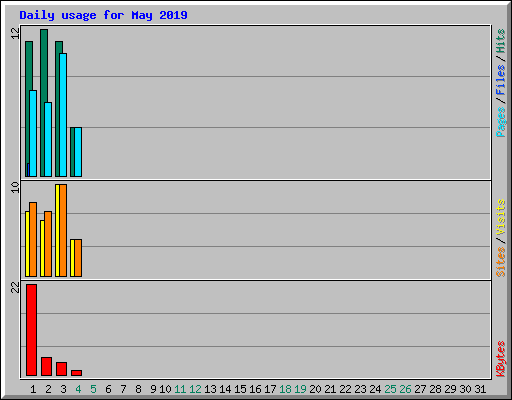 Daily usage for May 2019
12
Pages / Files / Hits
10
Sites / Visits
22
KBytes
1 2 3 4 5 6 7 8 9 10 11 12 13 14 15 16 17 18 19 20 21 22 23 24 25 26 27 28 29 30 31